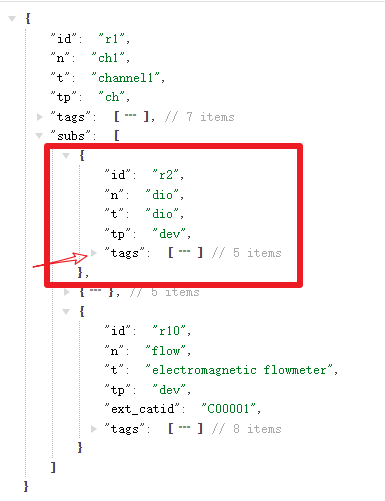 {
"id": "r1",
"n": "ch1",
"t": "channel1",
"tp": "ch",
"tags": [ ··· ], // 7 items
"subs": [
{
"id": "r2",
"n": "dio",
"t": "dio",
"tp": "dev",
"tags": [ ··· ] // 5 items
},
{ ··· }, // 5 items
{
"id": "r10",
"n": "flow",
"t": "electromagnetic flowmeter",
"tp": "dev",
"ext_catid": "C00001",
"tags": [ ··· ] // 8 items
}
]
}